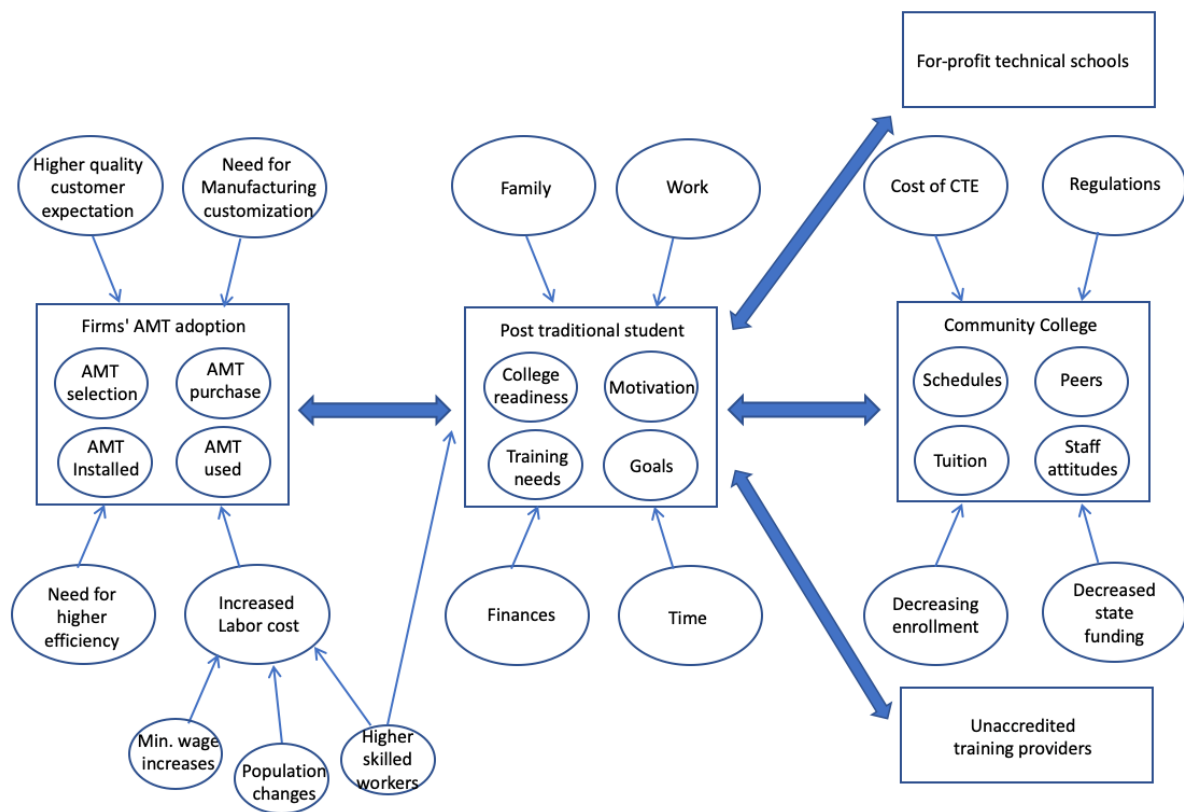 For-profit technical schools
Higher quality
customer
expectation
Need for
Manufacturing
customization
Family
Work
Cost of CTE
Regulations
Firms' AMT adoption
AMT
selection
AMT
purchase
AMT
Installed
AMT
used
Post traditional student
College
readiness
Motivation
Training
needs
Goals
Community College
Schedules
Peers
Tuition
Staff
attitudes
Need for
higher
efficiency
Increased
Labor cost
Finances
Time
Decreasing
enrollment
Decreased
state
funding
Min. wage
increases
Population
changes
Higher
skilled
workers
Unaccredited
training providers